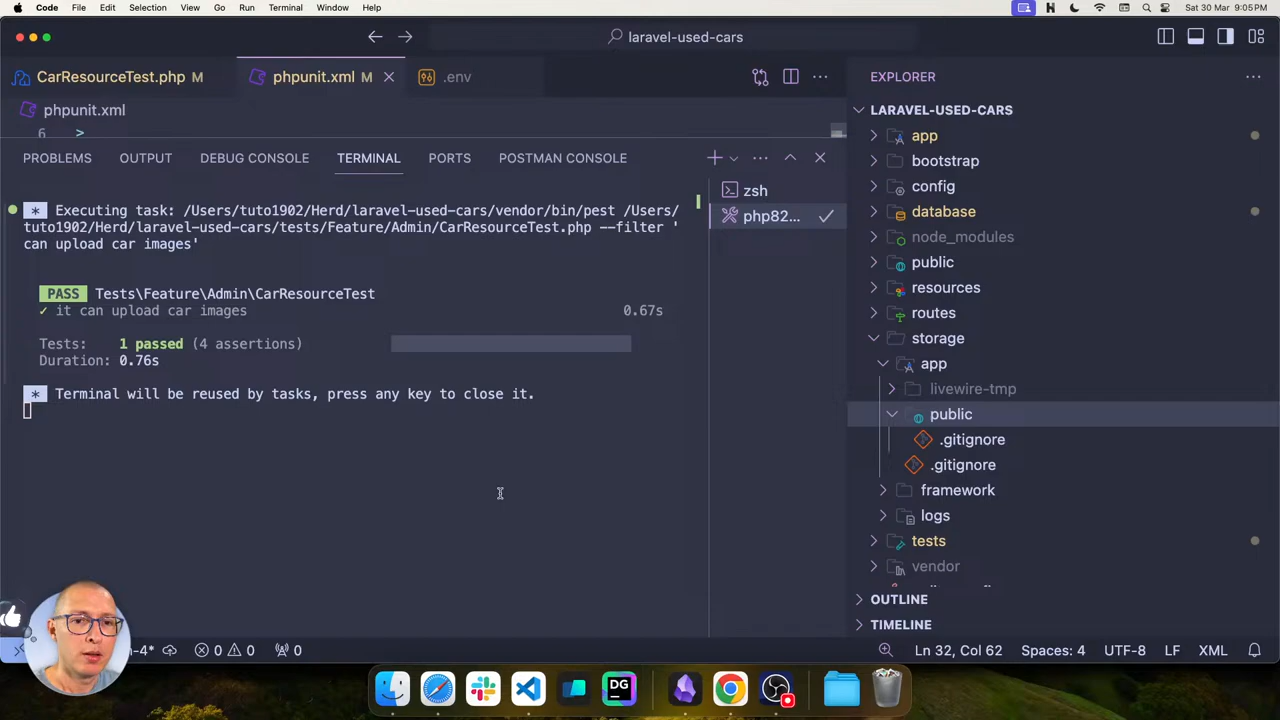 Code File Edit Selection View Go Run Terminal Window Help Sat 30 Mar 9:05 PM
laravel-used-cars
CarResourceTest.php M phpunit.xml M .env
phpunit.xml
6 >
PROBLEMS OUTPUT DEBUG CONSOLE TERMINAL PORTS POSTMAN CONSOLE
* Executing task: /Users/tuto1902/Herd/laravel-used-cars/vendor/bin/pest /Users/
tuto1902/Herd/laravel-used-cars/tests/Feature/Admin/CarResourceTest.php --filter '
can upload car images'
PASS Tests\Feature\Admin\CarResourceTest
✓ it can upload car images 0.67s
Tests: 1 passed (4 assertions)
Duration: 0.76s
* Terminal will be reused by tasks, press any key to close it.
zsh
php82...
EXPLORER
LARAVEL-USED-CARS
app
bootstrap
config
database
node_modules
public
resources
routes
storage
app
livewire-tmp
public
.gitignore
.gitignore
framework
logs
tests
vendor
OUTLINE
TIMELINE
n-4* 0 0 0 Ln 32, Col 62 Spaces: 4 UTF-8 LF XML
DG